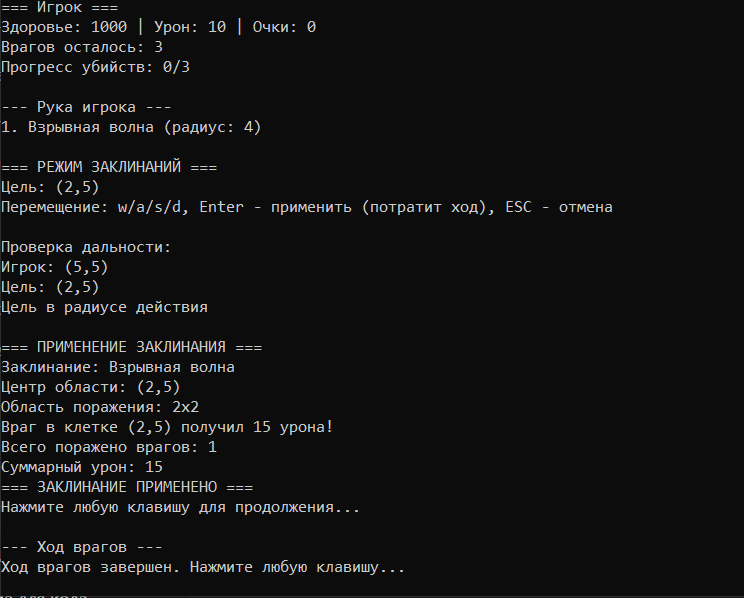 === Игрок ===
Здоровье: 1000 | Урон: 10 | Очки: 0
Врагов осталось: 3
Прогресс убийств: 0/3
--- Рука игрока ---
1. Взрывная волна (радиус: 4)
=== РЕЖИМ ЗАКЛИНАНИЙ ===
Цель: (2,5)
Перемещение: w/a/s/d, Enter - применить (потратит ход), ESC - отмена
Проверка дальности:
Игрок: (5,5)
Цель: (2,5)
Цель в радиусе действия
=== ПРИМЕНЕНИЕ ЗАКЛИНАНИЯ ===
Заклинание: Взрывная волна
Центр области: (2,5)
Область поражения: 2x2
Враг в клетке (2,5) получил 15 урона!
Всего поражено врагов: 1
Суммарный урон: 15
=== ЗАКЛИНАНИЕ ПРИМЕНЕНО ===
Нажмите любую клавишу для продолжения...
--- Ход врагов ---
Ход врагов завершен. Нажмите любую клавишу...